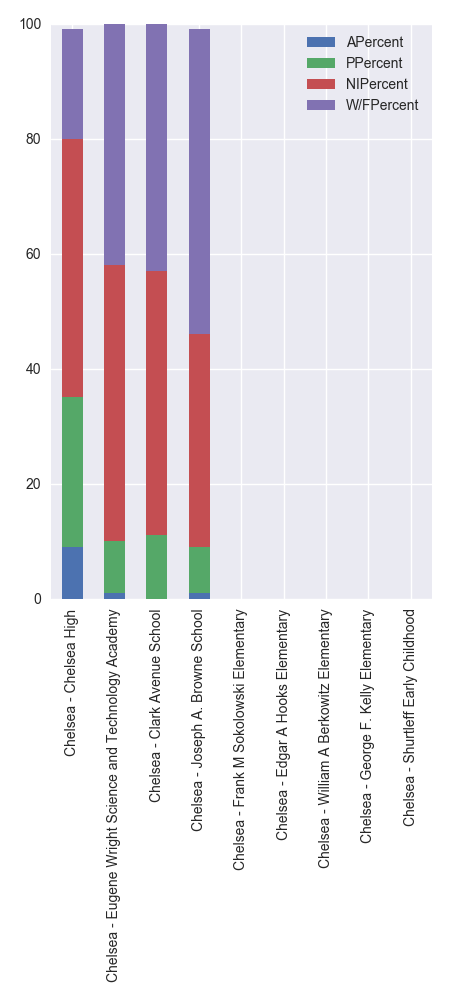 100
80
60
40
20
0
APercent
PPercent
NIPercent
W/FPercent
Chelsea - Chelsea High
Chelsea - Eugene Wright Science and Technology Academy
Chelsea - Clark Avenue School
Chelsea - Joseph A. Browne School
Chelsea - Frank M Sokolowski Elementary
Chelsea - Edgar A Hooks Elementary
Chelsea - William A Berkowitz Elementary
Chelsea - George F. Kelly Elementary
Chelsea - Shurtleff Early Childhood